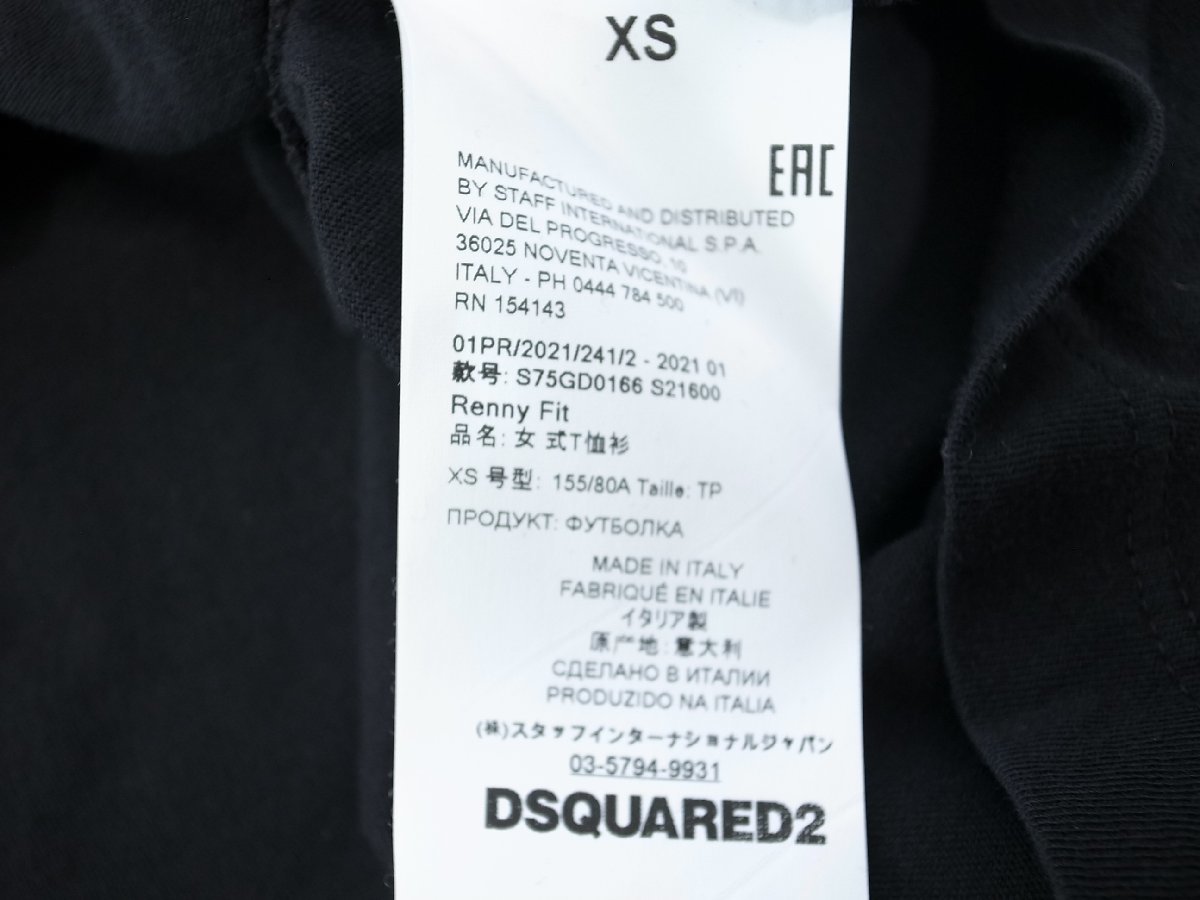 XS
EAC
MANUFACTURED AND DISTRIBUTED
BY STAFF INTERNATIONAL S.P.A.
VIA DEL PROGRESSO, 10
36025 NOVENTA VICENTINA (VI)
ITALY - PH 0444 784 500
RN 154143
01PR/2021/241/2 - 2021 01
款号: S75GD0166 S21600
Renny Fit
品名: 女 式T恤衫
XS 号型: 155/80A Taille: TP
ПРОДУКТ: ФУТБОЛКА
MADE IN ITALY
FABRIQUÉ EN ITALIE
イタリア製
原产地: 意大利
СДЕЛАНО В ИТАЛИИ
PRODUZIDO NA ITALIA
(株)スタッフインターナショナルジャパン
03-5794-9931
DSQUARED2